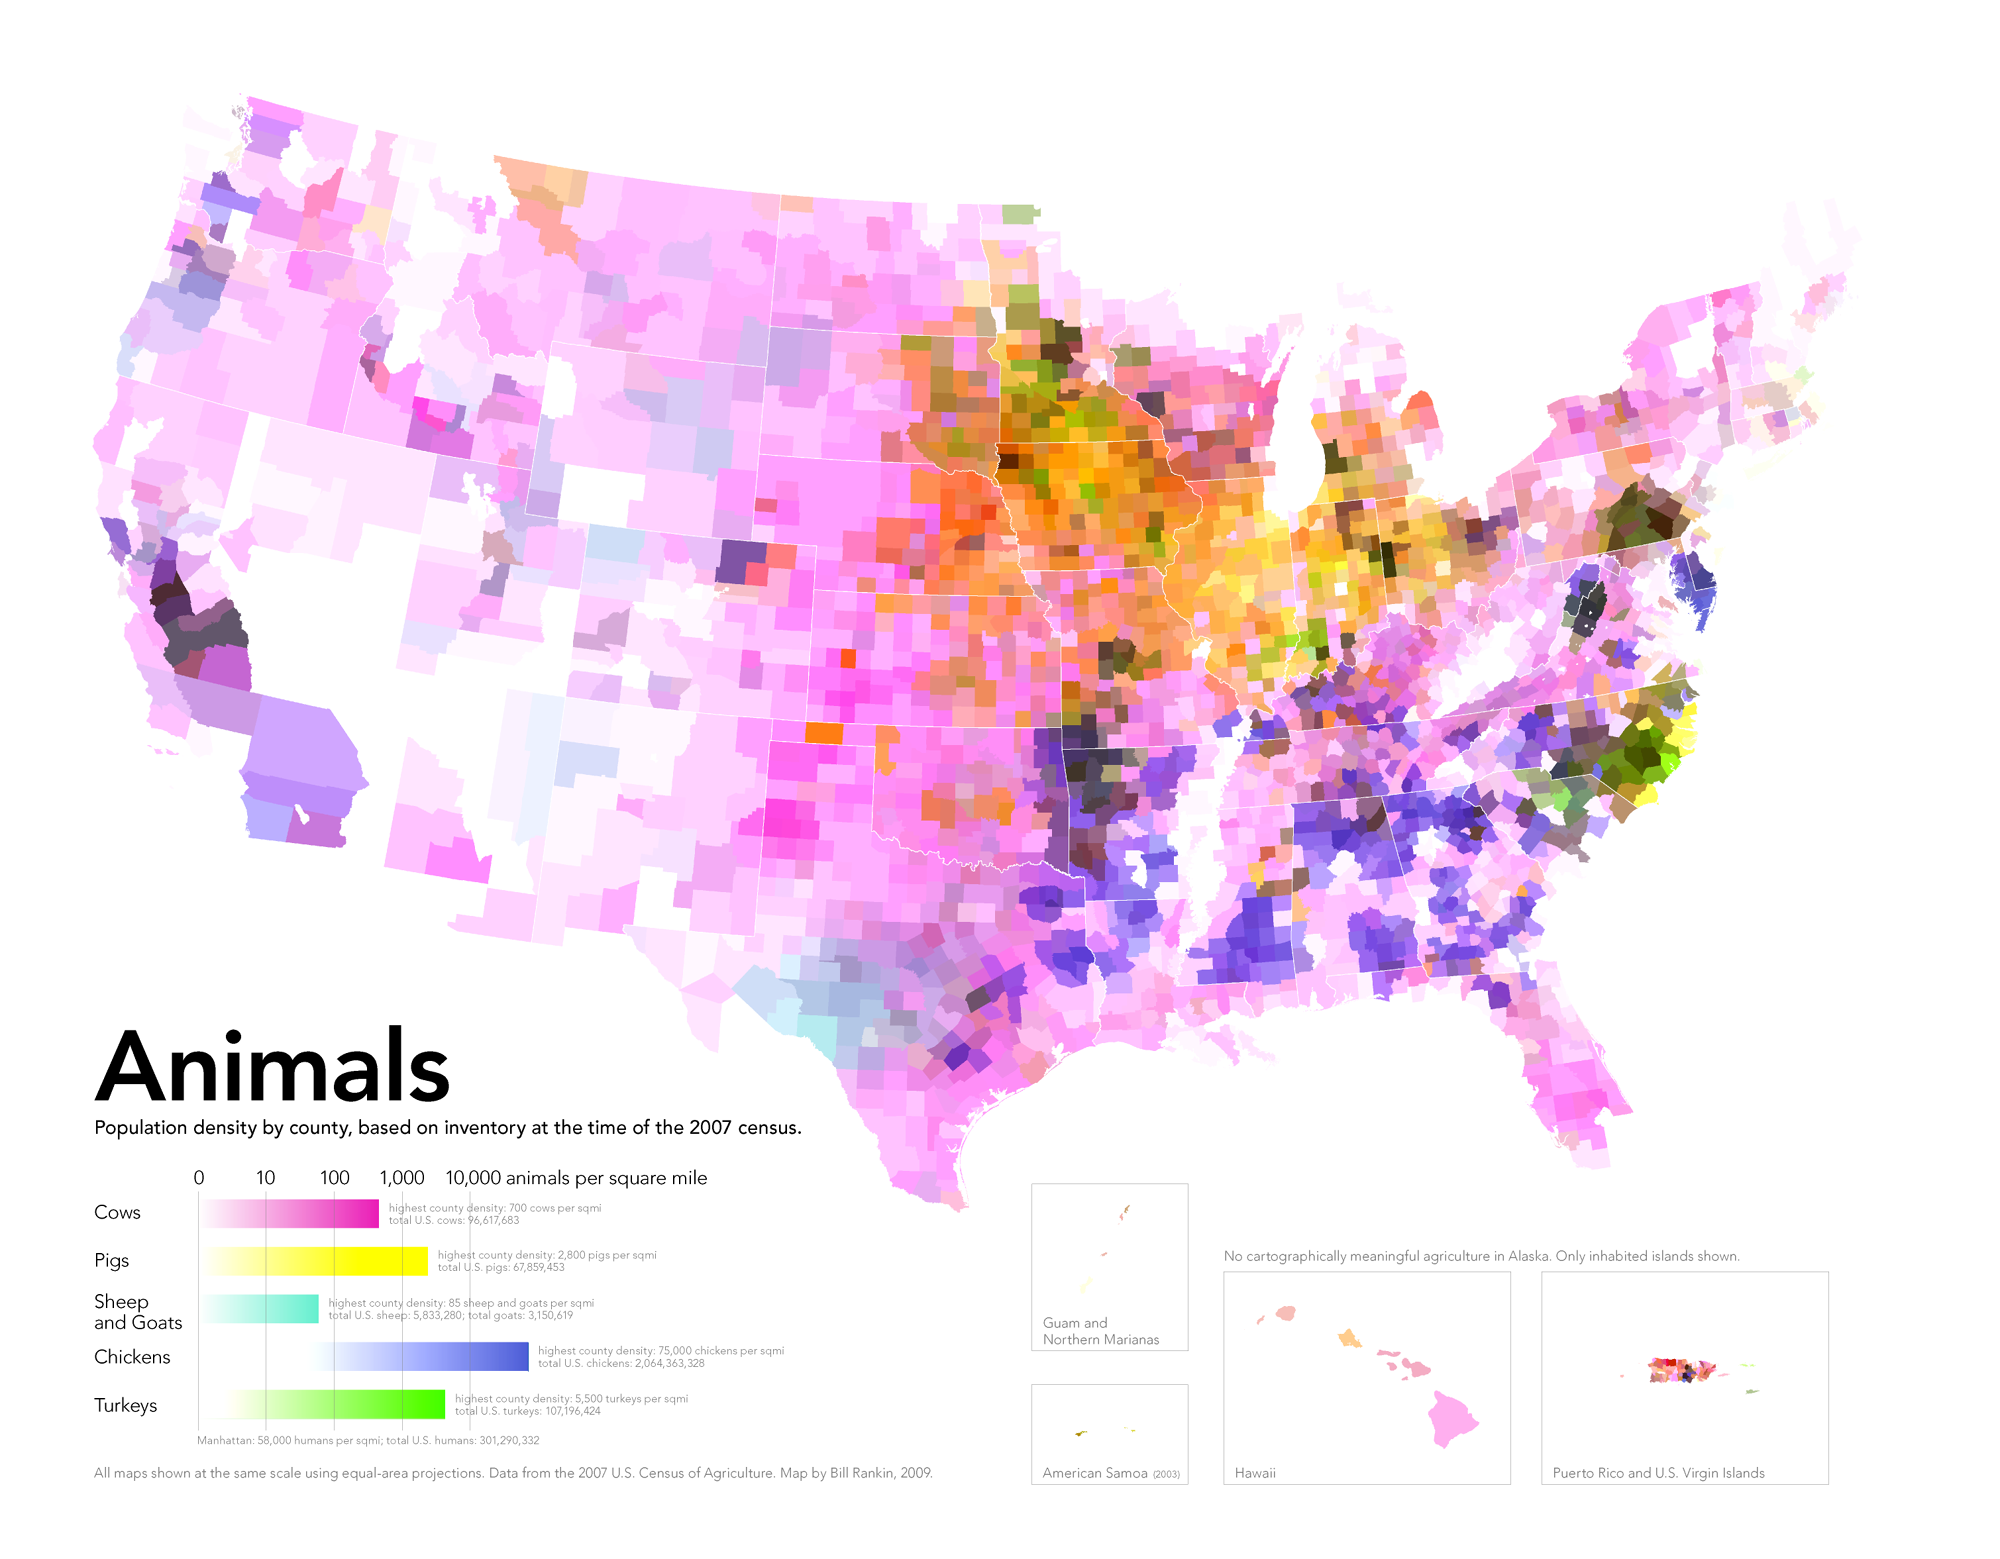 Animals
Population density by county, based on inventory at the time of the 2007 census.
0 10 100 1,000 10,000 animals per square mile
Cows
highest county density: 700 cows per sqmi
total U.S. cows: 96,617,683
Pigs
highest county density: 2,800 pigs per sqmi
total U.S. pigs: 67,859,453
Sheep
and Goats
highest county density: 85 sheep and goats per sqmi
total U.S. sheep: 5,833,280; total goats: 3,150,619
Chickens
highest county density: 75,000 chickens per sqmi
total U.S. chickens: 2,064,363,328
Turkeys
highest county density: 5,500 turkeys per sqmi
total U.S. turkeys: 107,196,424
Manhattan: 58,000 humans per sqmi; total U.S. humans: 301,290,332
All maps shown at the same scale using equal-area projections. Data from the 2007 U.S. Census of Agriculture. Map by Bill Rankin, 2009.
Guam and
Northern Marianas
American Samoa (2003)
No cartographically meaningful agriculture in Alaska. Only inhabited islands shown.
Hawaii
Puerto Rico and U.S. Virgin Islands